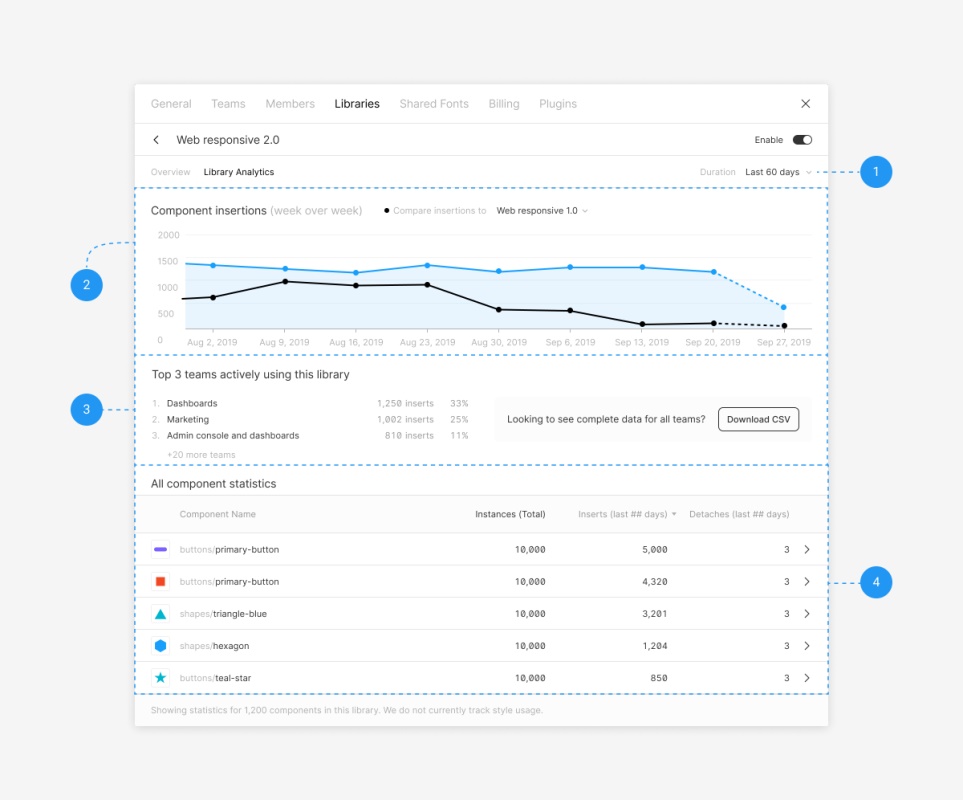 General Teams Members Libraries Shared Fonts Billing Plugins
Web responsive 2.0 Enable
Overview Library Analytics Duration Last 60 days
1
Component insertions (week over week) Compare insertions to Web responsive 1.0
2000
1500
1000
500
0
Aug 2, 2019 Aug 9, 2019 Aug 16, 2019 Aug 23, 2019 Aug 30, 2019 Sep 6, 2019 Sep 13, 2019 Sep 20, 2019 Sep 27, 2019
2
Top 3 teams actively using this library
1. Dashboards 1,250 inserts 33%
2. Marketing 1,002 inserts 25%
3. Admin console and dashboards 810 inserts 11%
+20 more teams
Looking to see complete data for all teams? Download CSV
3
All component statistics
Component Name Instances (Total) Inserts (last ## days) Detaches (last ## days)
buttons/primary-button 10,000 5,000 3
buttons/primary-button 10,000 4,320 3
shapes/triangle-blue 10,000 3,201 3
shapes/hexagon 10,000 1,204 3
buttons/teal-star 10,000 850 3
4
Showing statistics for 1,200 components in this library. We do not currently track style usage.